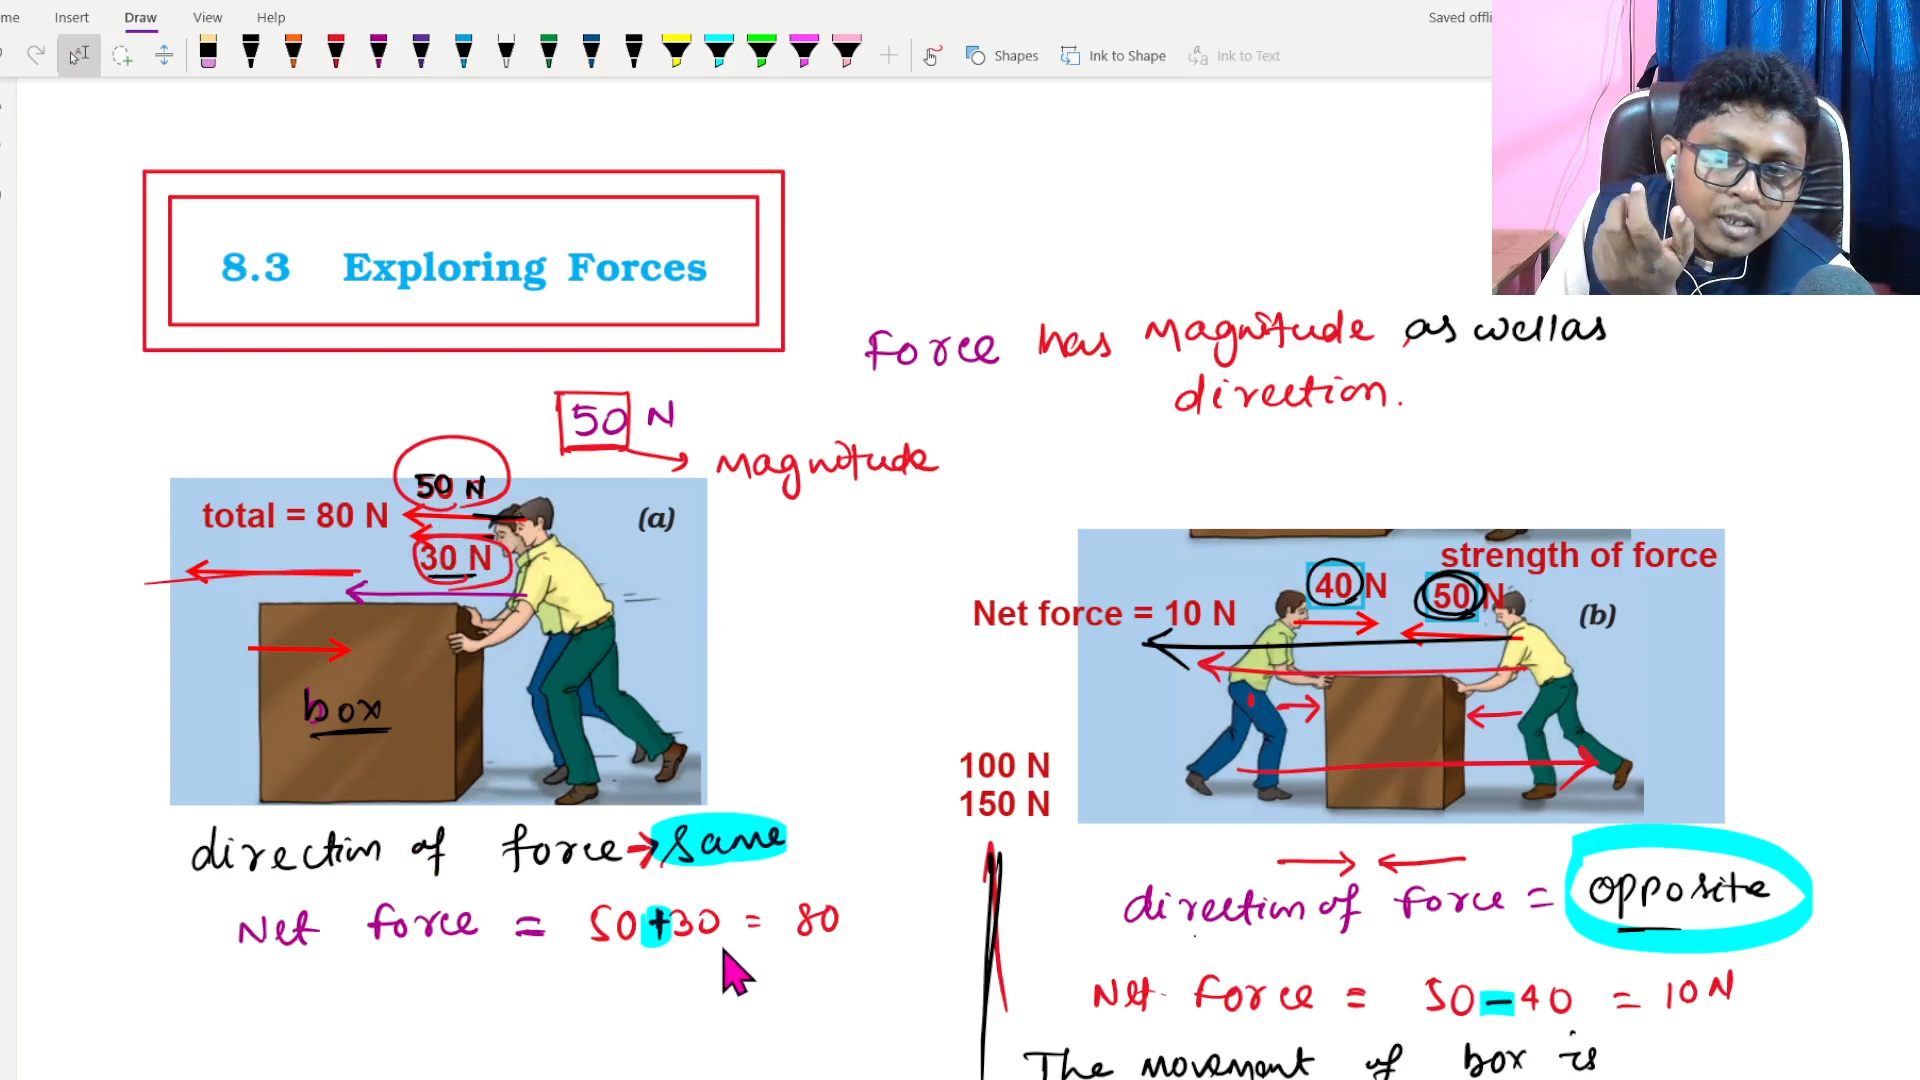 me Insert Draw View Help Saved offli
Shapes Ink to Shape Ink to Text
8.3 Exploring Forces
Force has Magnitude as well as
direction.
50 N
Magnitude
50 N
total = 80 N
(a)
30 N
box
direction of force → same
Net force = 50+30 = 80
strength of force
40 N 50 N
Net force = 10 N
(b)
100 N
150 N
direction of force = opposite
Net force = 50-40 = 10 N
The movement of box is